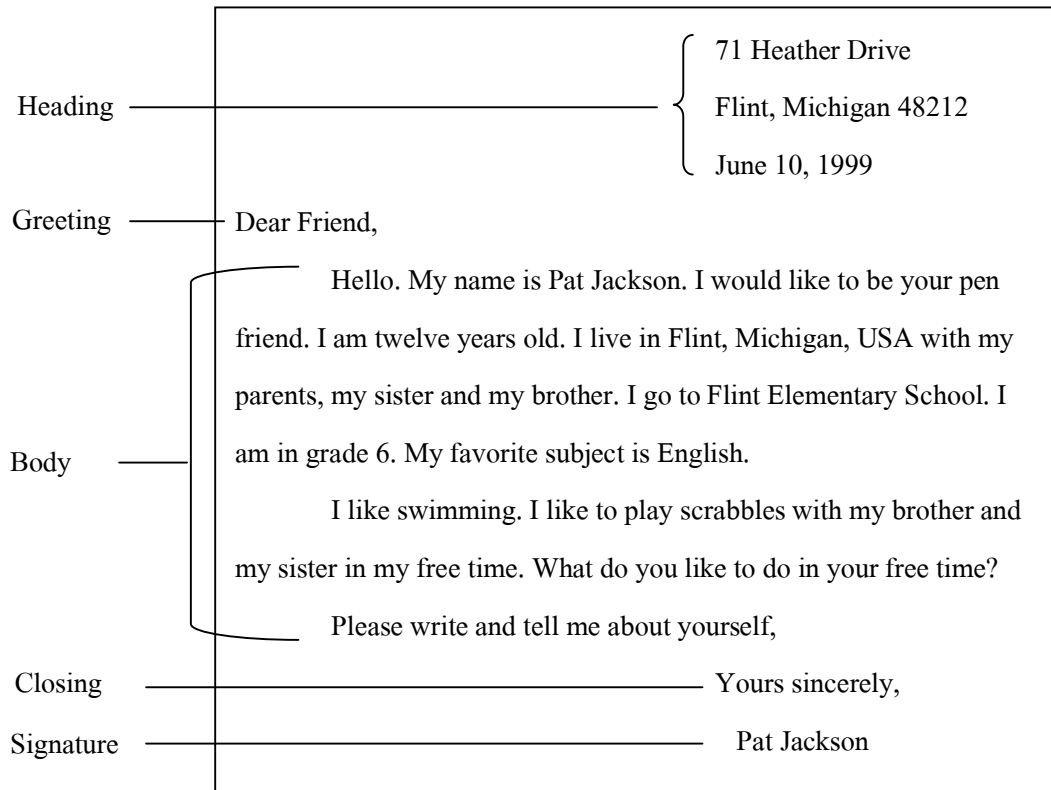 71 Heather Drive
Heading Flint, Michigan 48212
June 10, 1999
Greeting Dear Friend,
Hello. My name is Pat Jackson. I would like to be your pen
friend. I am twelve years old. I live in Flint, Michigan, USA with my
parents, my sister and my brother. I go to Flint Elementary School. I
Body am in grade 6. My favorite subject is English.
I like swimming. I like to play scrabbles with my brother and
my sister in my free time. What do you like to do in your free time?
Please write and tell me about yourself,
Closing Yours sincerely,
Signature Pat Jackson